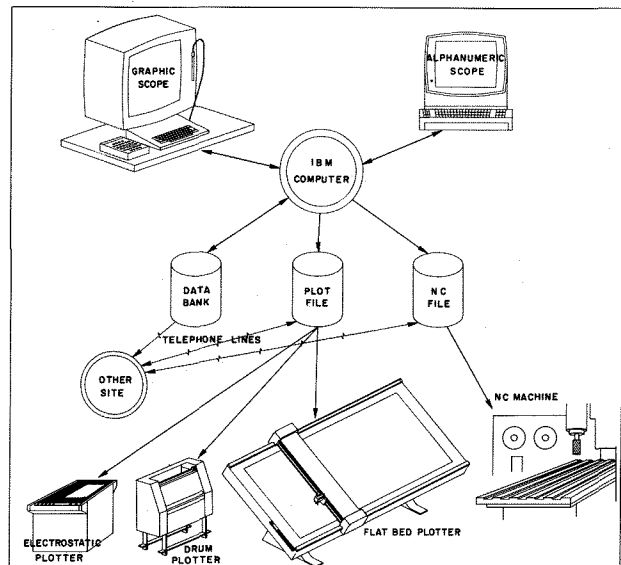 GRAPHIC
SCOPE
ALPHANUMERIC
SCOPE
IBM
COMPUTER
DATA
BANK
PLOT
FILE
NC
FILE
TELEPHONE LINES
OTHER
SITE
NC MACHINE
ELECTROSTATIC
PLOTTER
DRUM
PLOTTER
FLAT BED PLOTTER